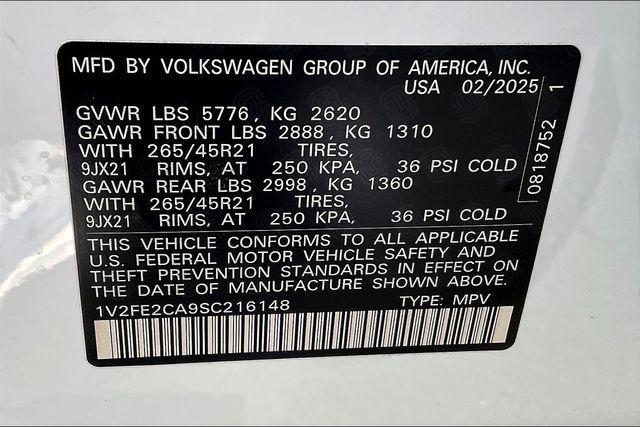 MFD BY VOLKSWAGEN GROUP OF AMERICA, INC.
USA 02/2025
GVWR LBS 5776, KG 2620
GAWR FRONT LBS 2888, KG 1310
WITH 265/45R21 TIRES,
9JX21 RIMS, AT 250 KPA, 36 PSI COLD
GAWR REAR LBS 2998, KG 1360
WITH 265/45R21 TIRES,
9JX21 RIMS, AT 250 KPA, 36 PSI COLD
THIS VEHICLE CONFORMS TO ALL APPLICABLE
U.S. FEDERAL MOTOR VEHICLE SAFETY AND
THEFT PREVENTION STANDARDS IN EFFECT ON
THE DATE OF MANUFACTURE SHOWN ABOVE.
1V2FE2CA9SC216148 TYPE: MPV
0818752 1